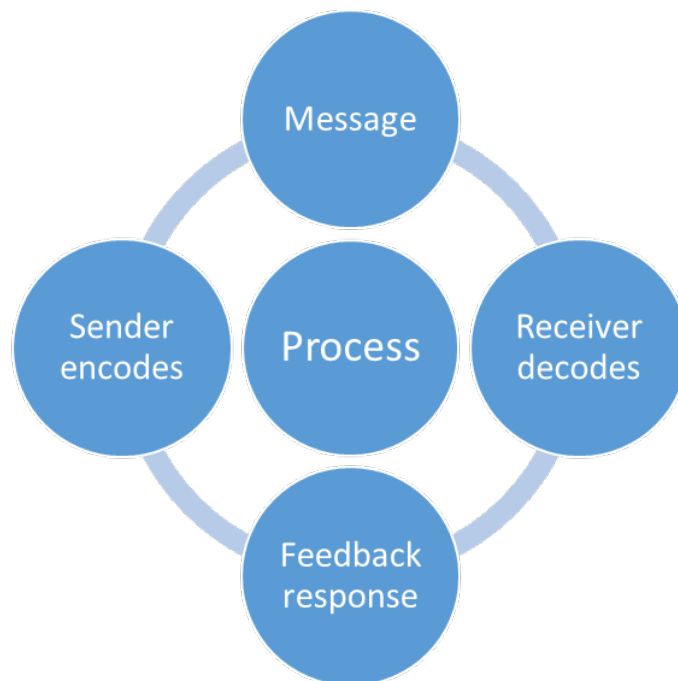 Message
Sender
encodes
Process
Receiver
decodes
Feedback
response